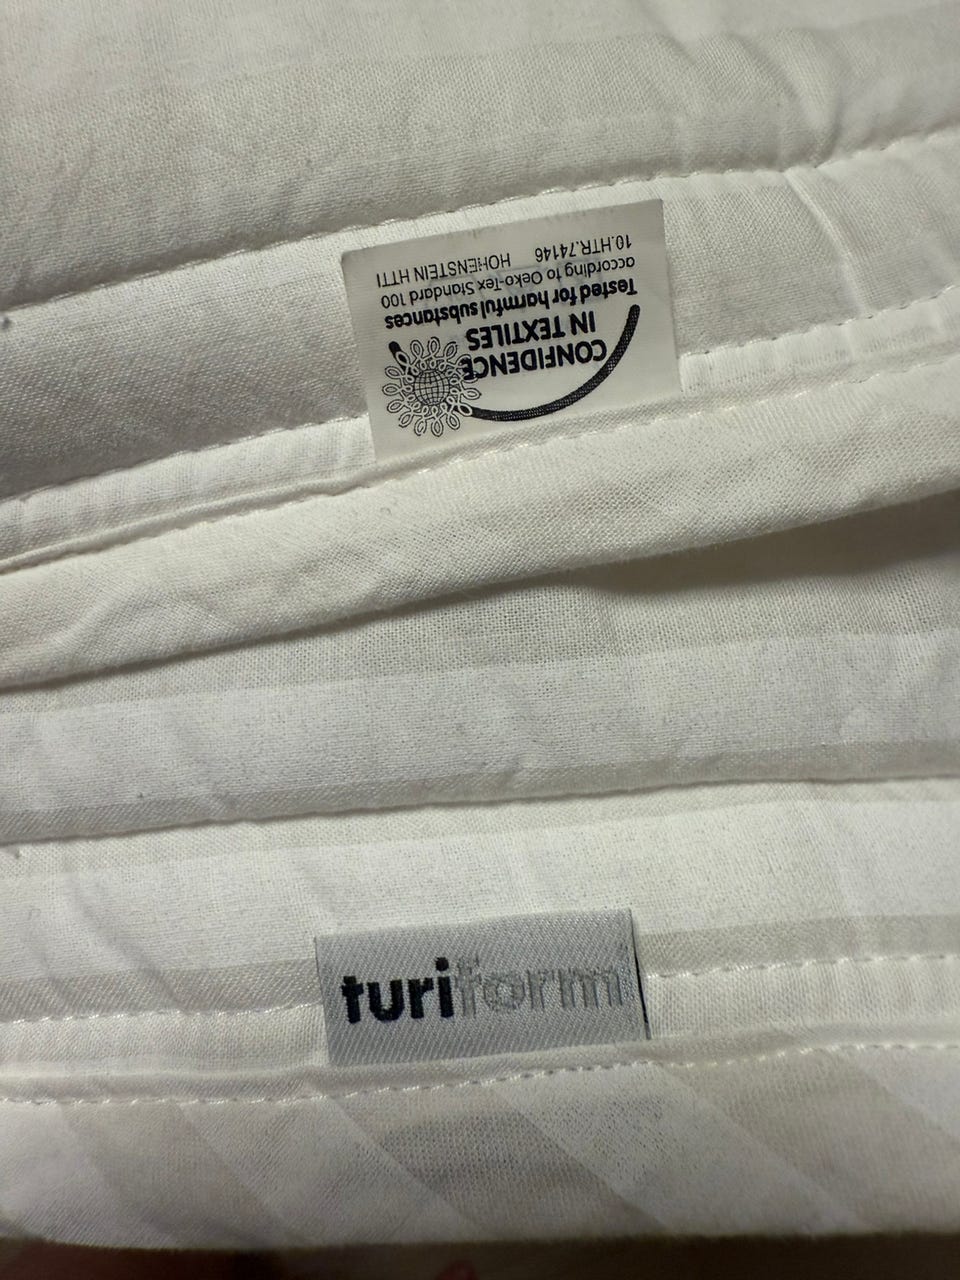 CONFIDENCE
IN TEXTILES
Tested for harmful substances
according to Oeko-Tex Standard 100
10.HTR.74146 HOHENSTEIN HTTI
turiform